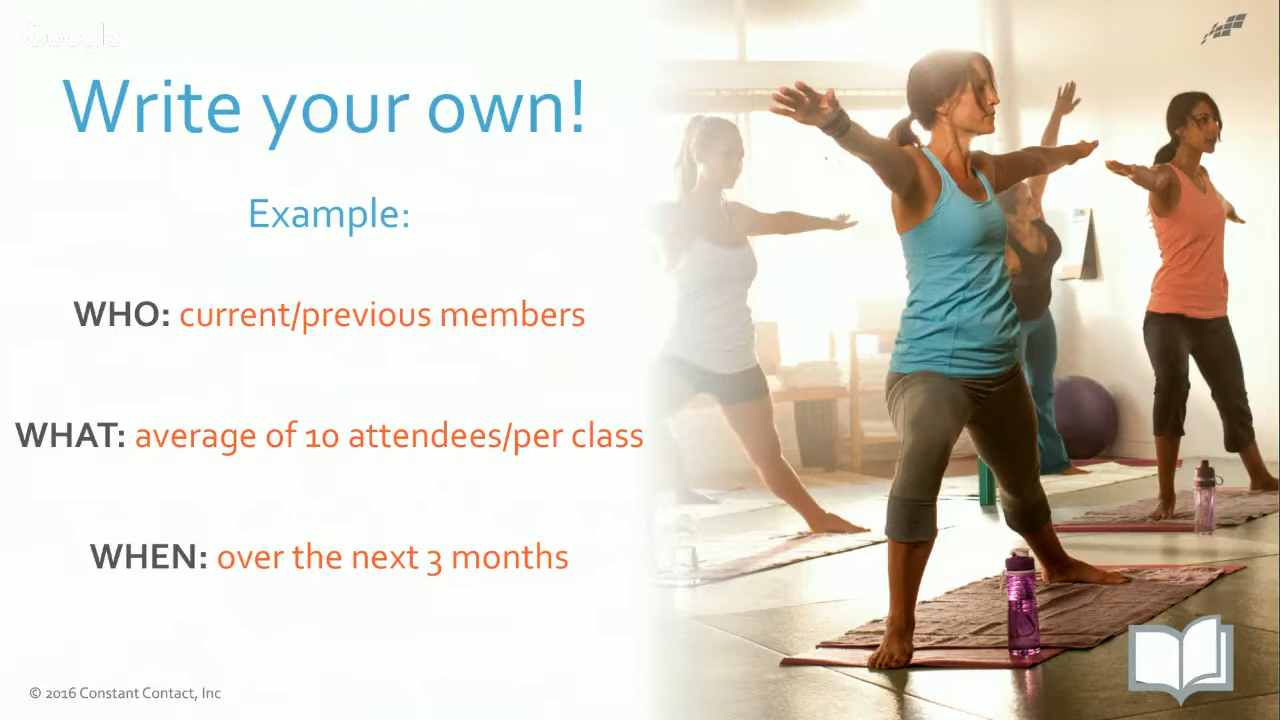 Google
Write your own!
Example:
WHO: current/previous members
WHAT: average of 10 attendees/per class
WHEN: over the next 3 months
© 2016 Constant Contact, Inc